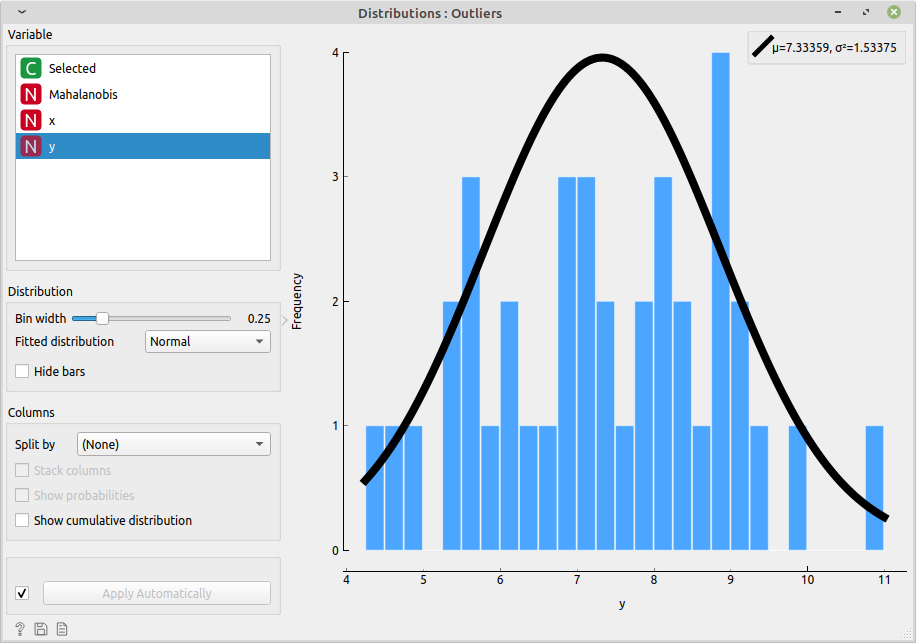 Distributions : Outliers
Variable
C Selected
N Mahalanobis
N x
N y
Distribution
Bin width 0.25
Fitted distribution Normal
Hide bars
Columns
Split by (None)
Stack columns
Show probabilities
Show cumulative distribution
Apply Automatically
?
μ=7.33359, σ²=1.53375
Frequency
4
3
2
1
0
4 5 6 7 8 9 10 11
y